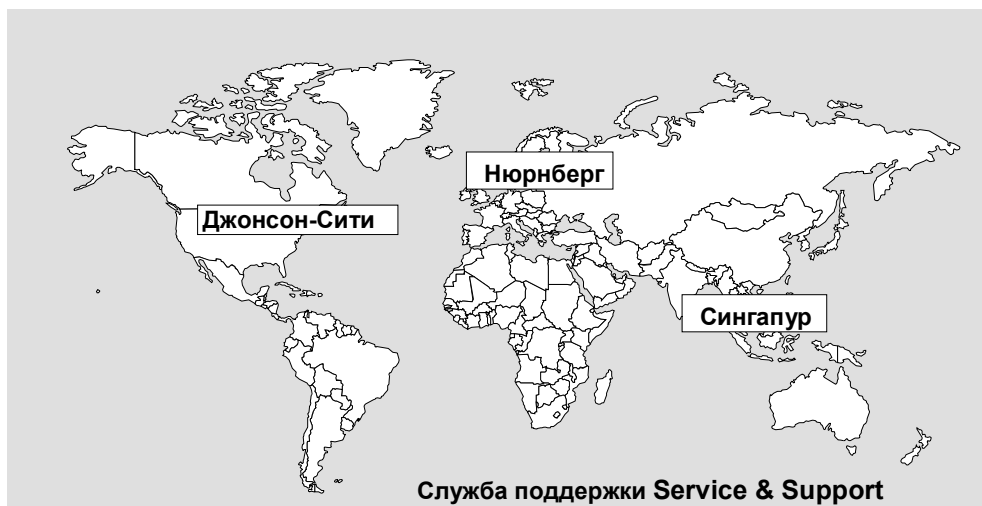 Нюрнберг
Джонсон-Сити
Сингапур
Служба поддержки Service & Support